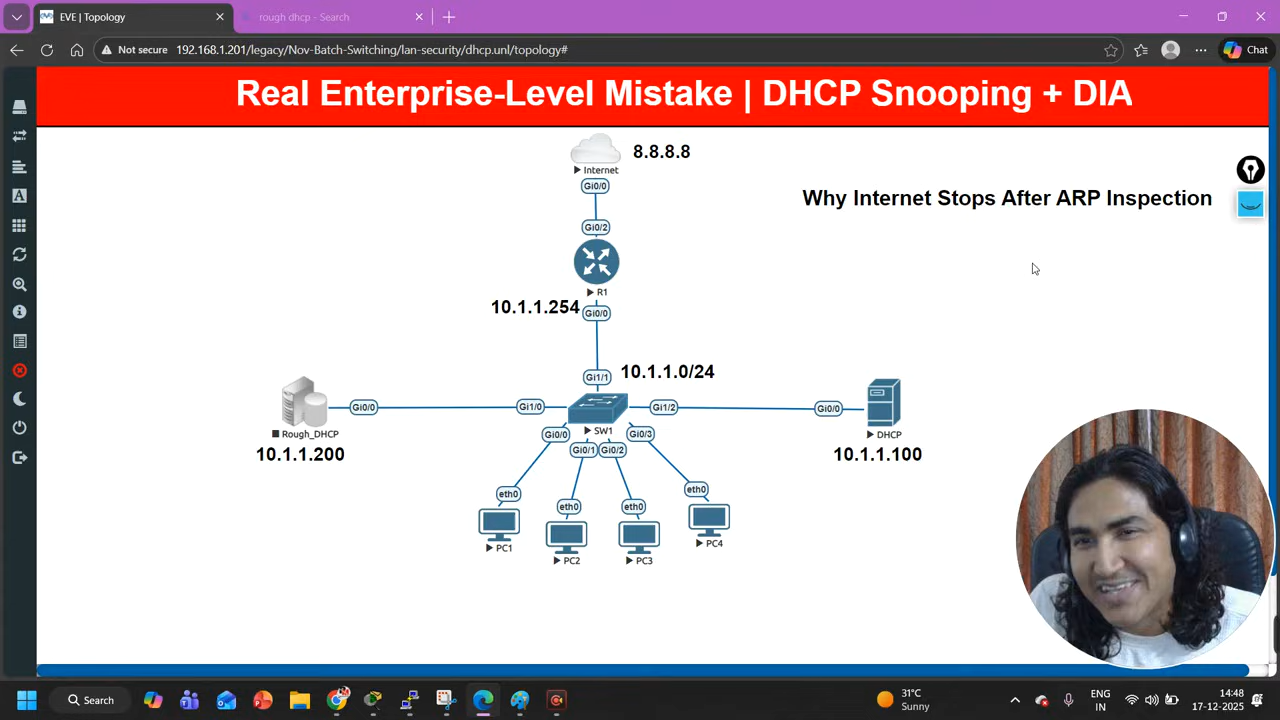 EVE | Topology
rough dhcp - Search
Not secure
192.168.1.201/legacy/Nov-Batch-Switching/lan-security/dhcp.unl/topology#
Chat
Real Enterprise-Level Mistake | DHCP Snooping + DIA
8.8.8.8
Internet
Gi0/0
Why Internet Stops After ARP Inspection
Gi0/2
R1
10.1.1.254
Gi0/0
Gi1/1
10.1.1.0/24
Gi0/0
Gi1/0
Gi1/2
Gi0/0
SW1
Rough_DHCP
DHCP
Gi0/0
Gi0/1
Gi0/2
Gi0/3
10.1.1.200
10.1.1.100
eth0
eth0
eth0
eth0
PC1
PC2
PC3
PC4
Search
31°C
Sunny
ENG
IN
14:48
17-12-2025